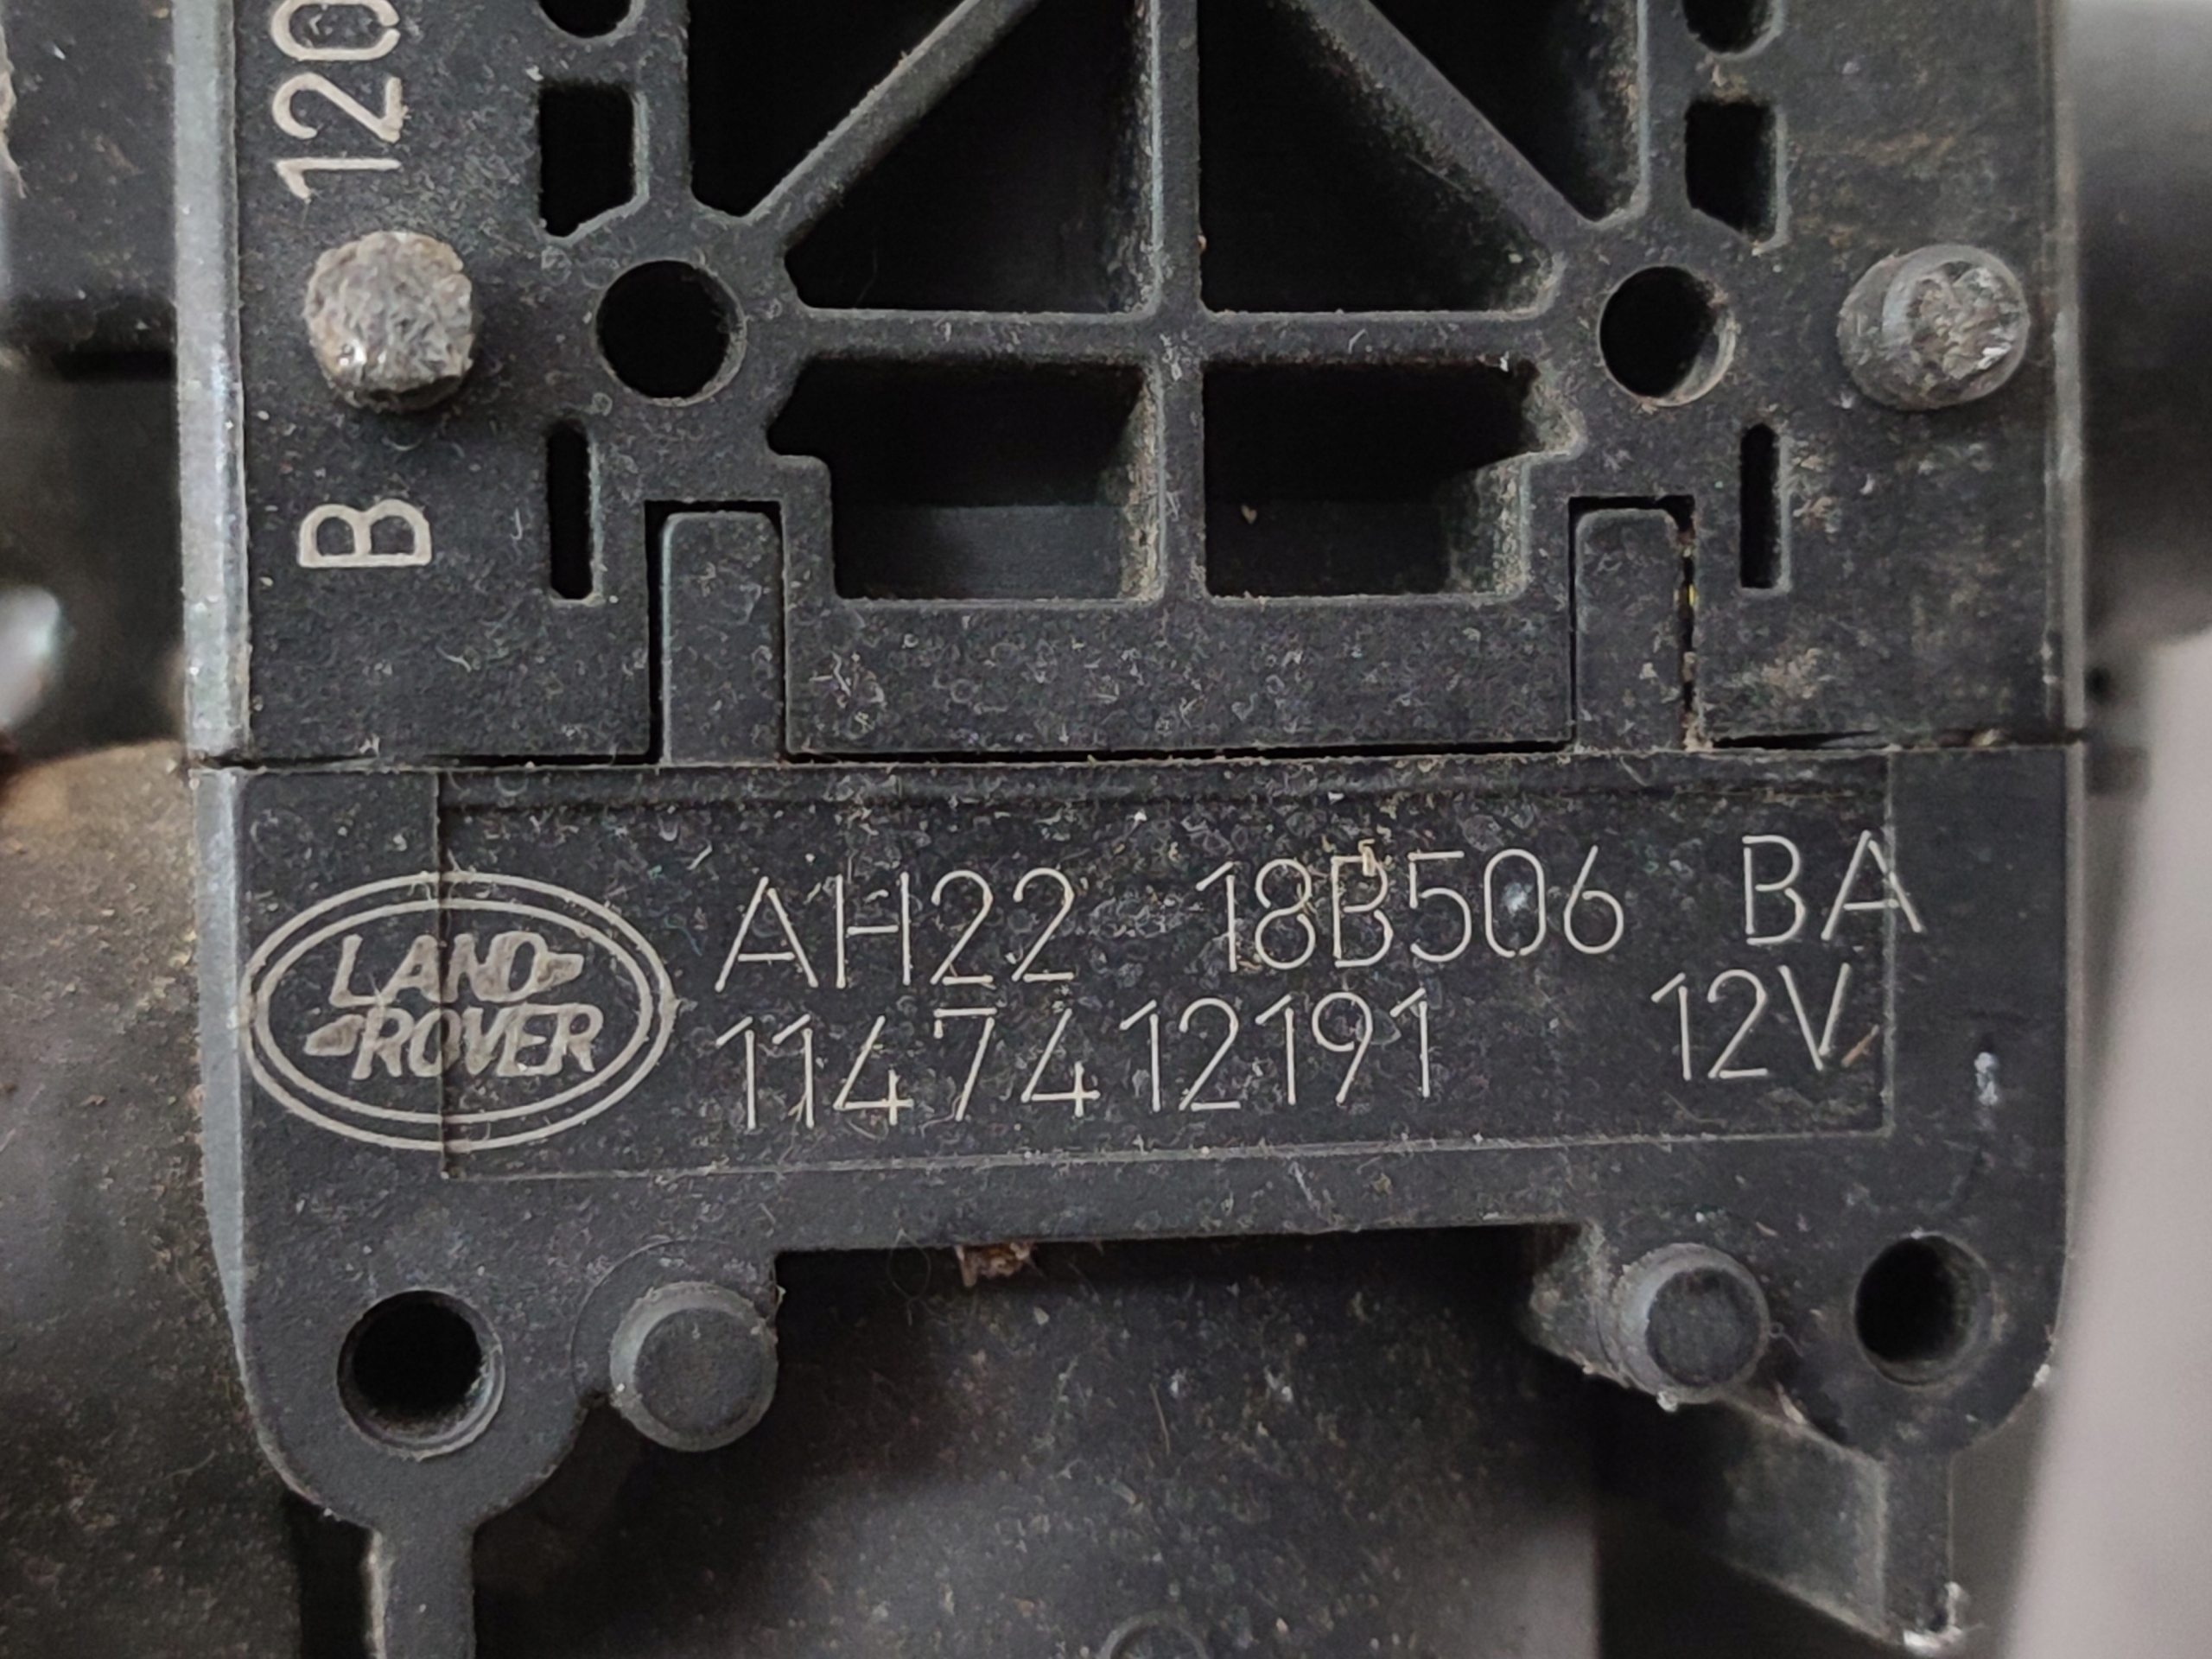 B 120
LAND
ROVER
AH22 18B506 BA
11474 12191 12V